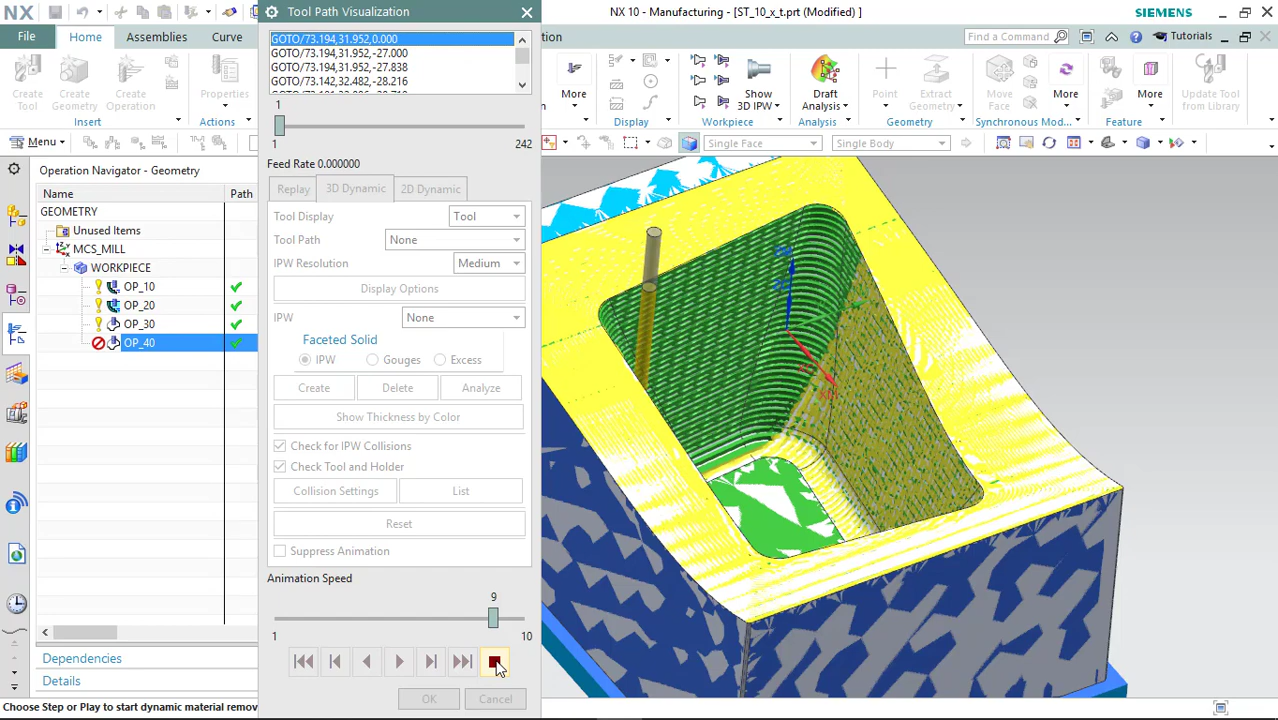 NX
Tool Path Visualization
NX 10 - Manufacturing - [ST_10_x_t.prt (Modified) ]
SIEMENS
File
Home
Assemblies
Curve
Find a Command
Tutorials
Create
Tool
Create
Geometry
Create
Operation
Properties
Insert
Actions
GOTO/73.194,31.952,0.000
GOTO/73.194,31.952,-27.000
GOTO/73.194,31.952,-27.838
GOTO/73.142,32.482,-28.216
1
1
242
More
Show
3D IPW
Draft
Analysis
Point
Extract
Geometry
Move
Face
More
More
Update Tool
from Library
Display
Workpiece
Analysis
Geometry
Synchronous Mod...
Feature
Menu
Single Face
Single Body
Operation Navigator - Geometry
Name
Path
GEOMETRY
Unused Items
MCS_MILL
WORKPIECE
OP_10
OP_20
OP_30
OP_40
Dependencies
Details
Feed Rate 0.000000
Replay
3D Dynamic
2D Dynamic
Tool Display
Tool
Tool Path
None
IPW Resolution
Medium
Display Options
IPW
None
Faceted Solid
IPW
Gouges
Excess
Create
Delete
Analyze
Show Thickness by Color
Check for IPW Collisions
Check Tool and Holder
Collision Settings
List
Reset
Suppress Animation
Animation Speed
9
1
10
OK
Cancel
Choose Step or Play to start dynamic material remov